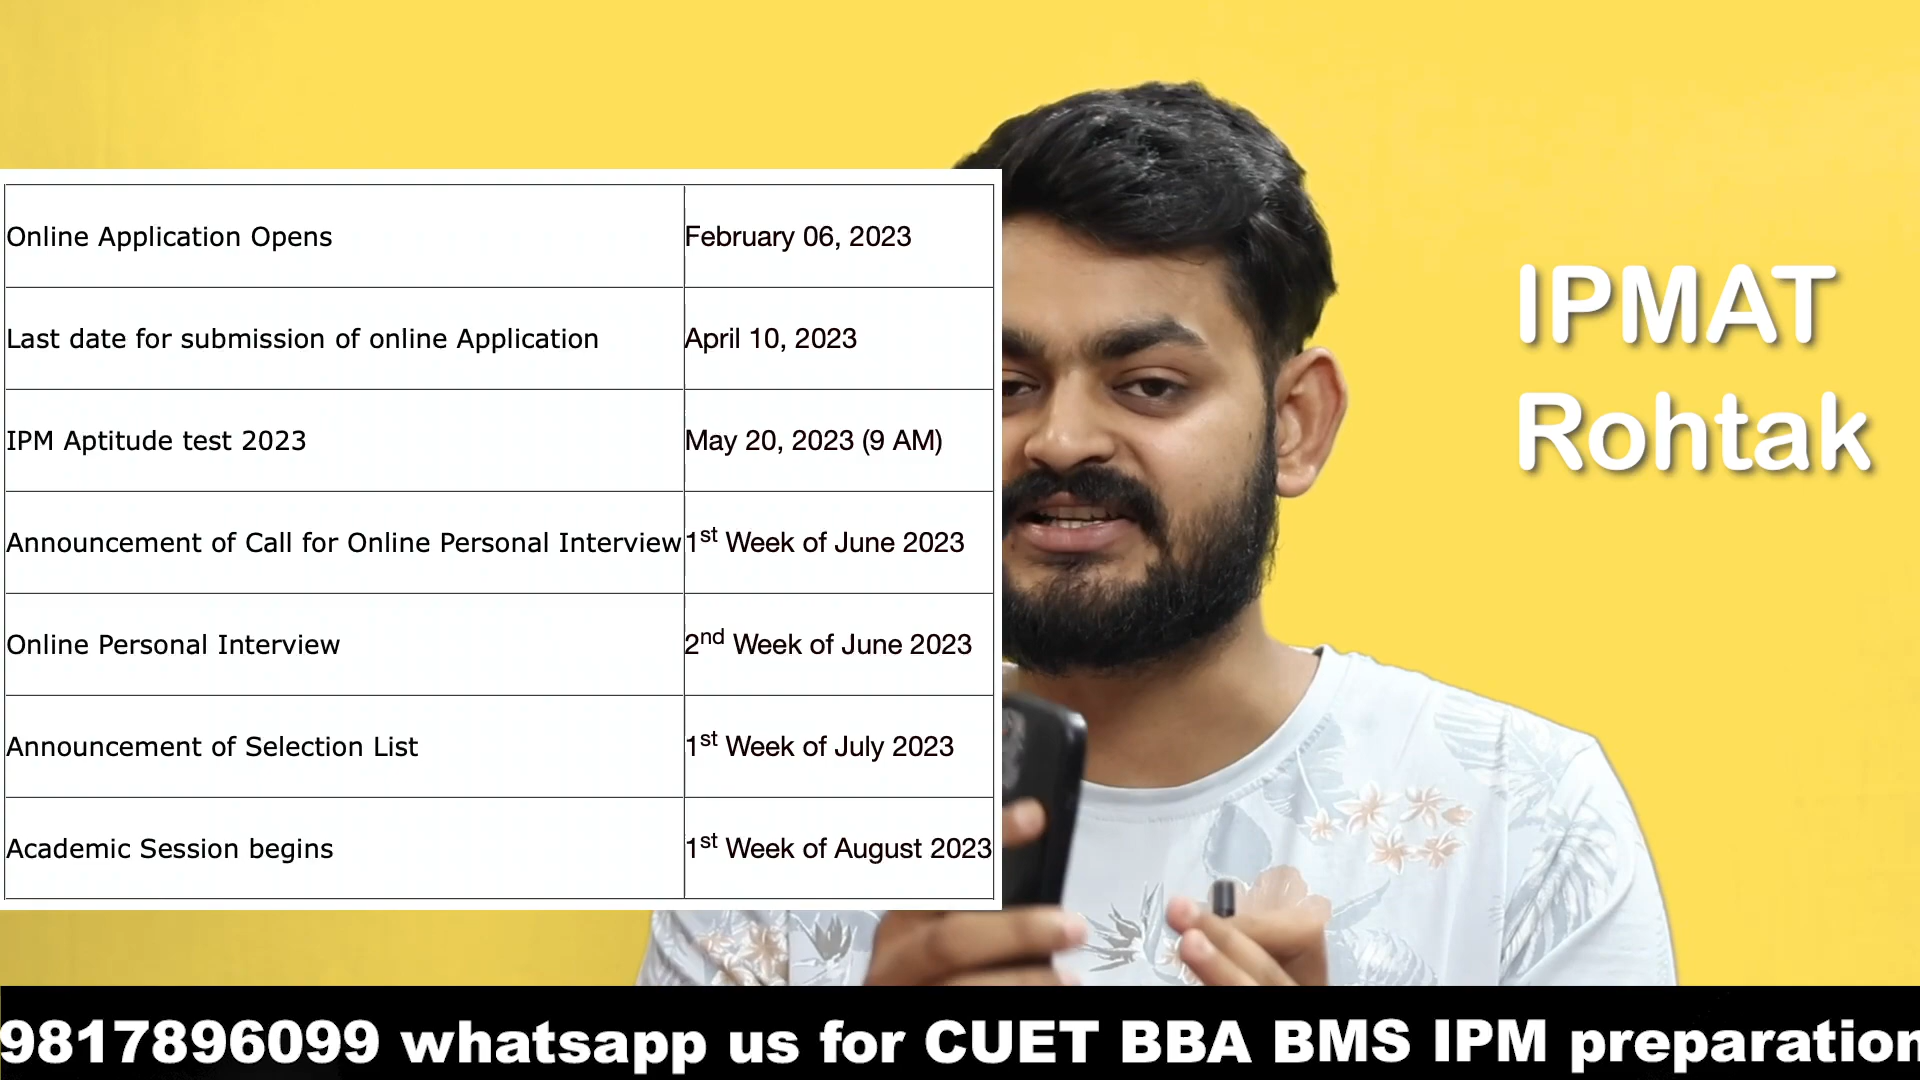 Online Application Opens February 06, 2023
Last date for submission of online Application April 10, 2023
IPM Aptitude test 2023 May 20, 2023 (9 AM)
Announcement of Call for Online Personal Interview 1st Week of June 2023
Online Personal Interview 2nd Week of June 2023
Announcement of Selection List 1st Week of July 2023
Academic Session begins 1st Week of August 2023
IPMAT
Rohtak
9817896099 whatsapp us for CUET BBA BMS IPM preparation